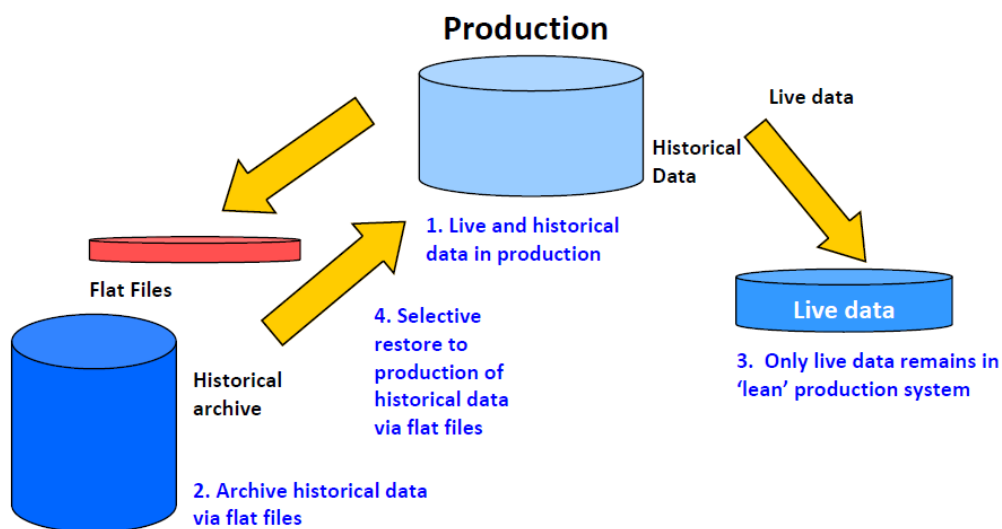 Production
Live data
Historical
Data
1. Live and historical
data in production
Flat Files
Live data
4. Selective
restore to
production of
historical data
via flat files
3.  Only live data remains in
‘lean’ production system
Historical
archive
2. Archive historical data
via flat files